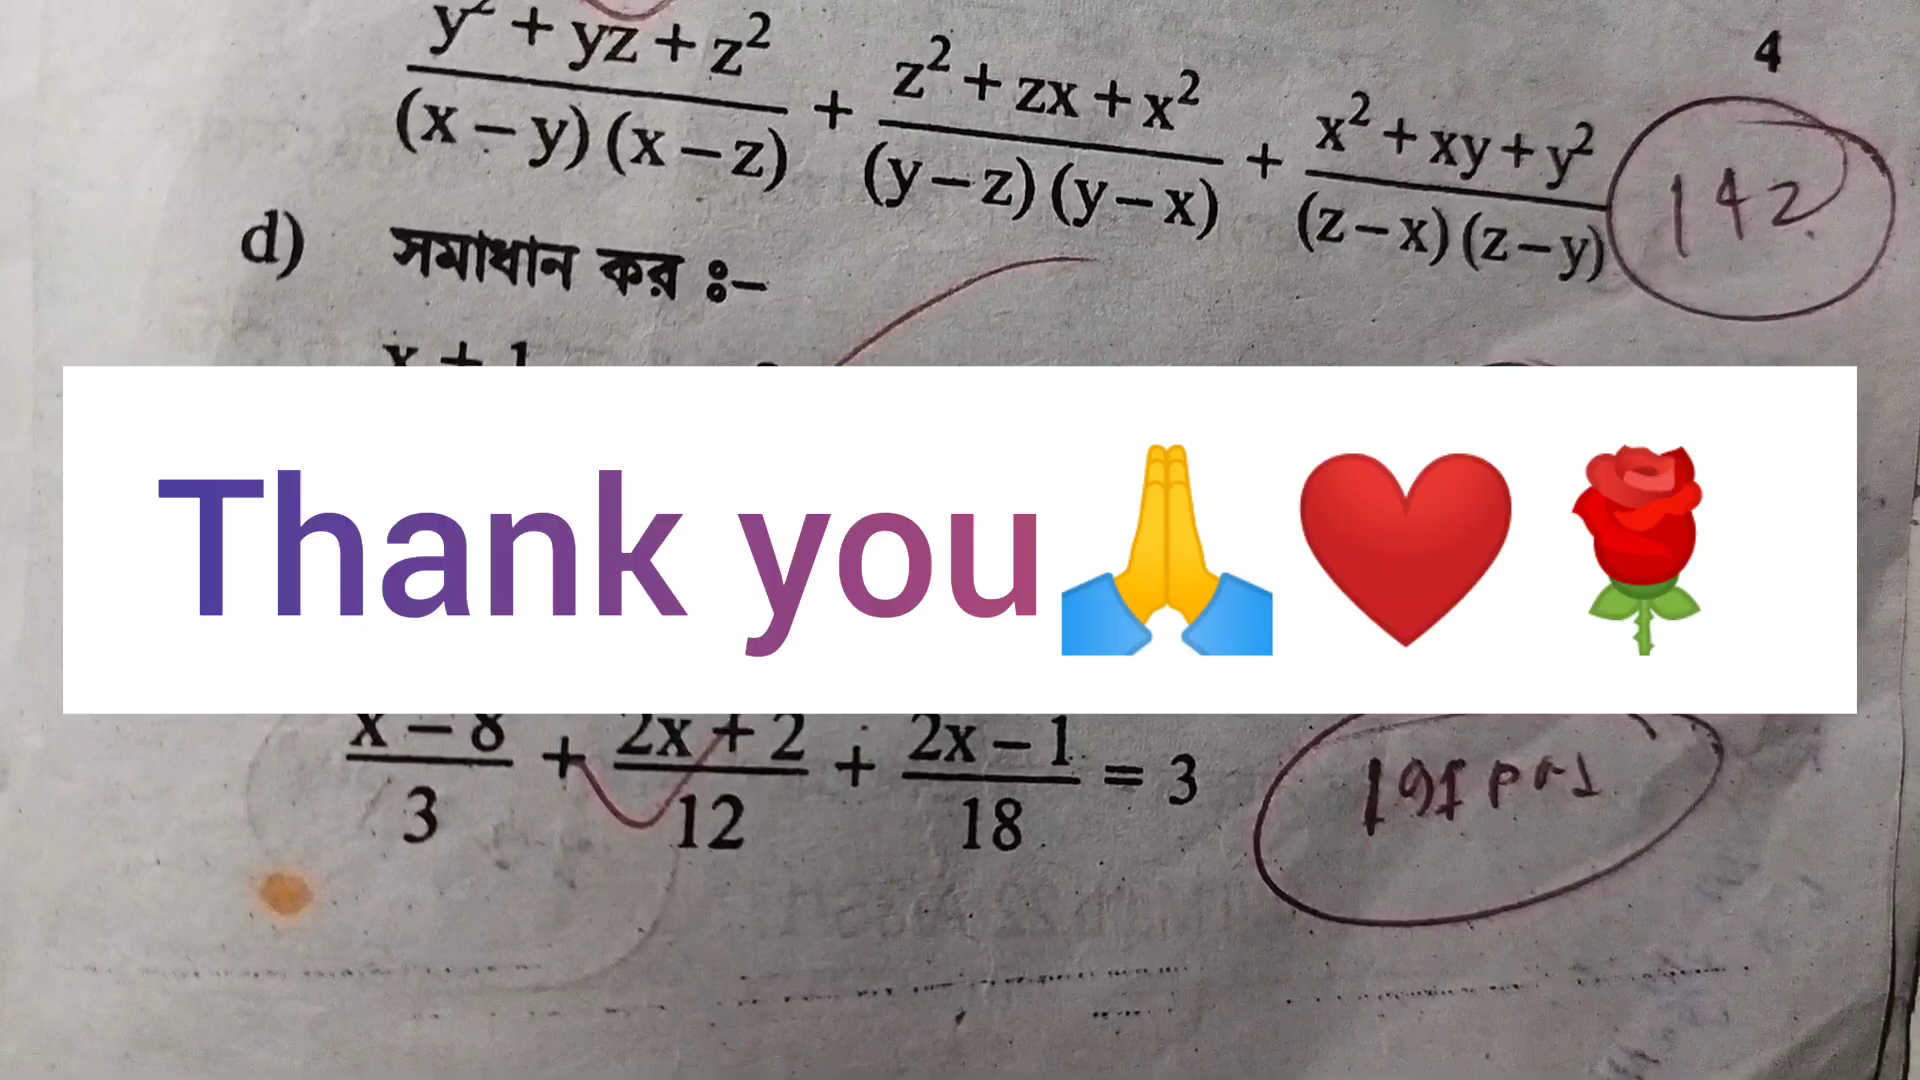 y² + yz + z² / (x – y) (x – z) + z² + zx + x² / (y – z) (y – x) + x² + xy + y² / (z – x) (z – y)
4
142
d) সমাধান কর :–
x + 1
Thank you🙏❤️🌹
x – 8 / 3 + 2x + 2 / 12 + 2x – 1 / 18 = 3